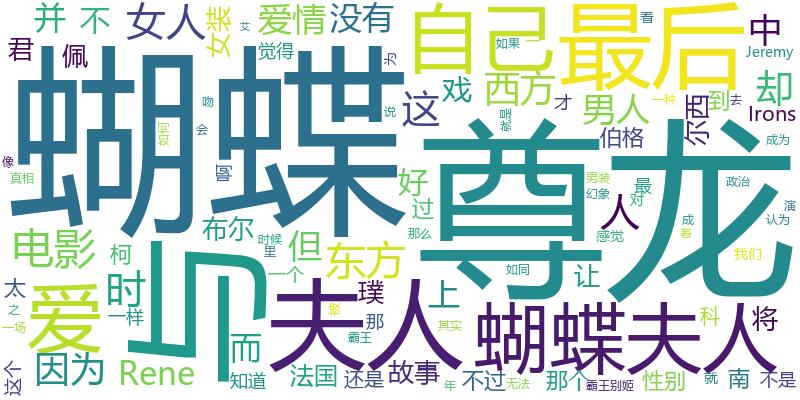 并
不
女人
女装
爱情
没有
自己
最后
中
看
君
佩
觉得
为
如果
Jeremy
这
戏
西方
男人
却
才
一种
到
去
Irons
蝴蝶
尊龙
吻
说
就是
伯格
尔西
如何
会
像
真相
好
过
人
最
对
男装
幻象
政治
成为
演
认为
电影
柯
布尔
时候
里
但
东方
那么
感觉
成
着
我们
太
之
一场
爱
时
一个
让
如同
夫人
璞
上
蝴蝶夫人
科
将
一样
而
那
被
霸王
其实
这个
因为
Rene
知道
法国
还是
故事
年
不过
无法
那个
霸王别姬
性别
就
南
不是